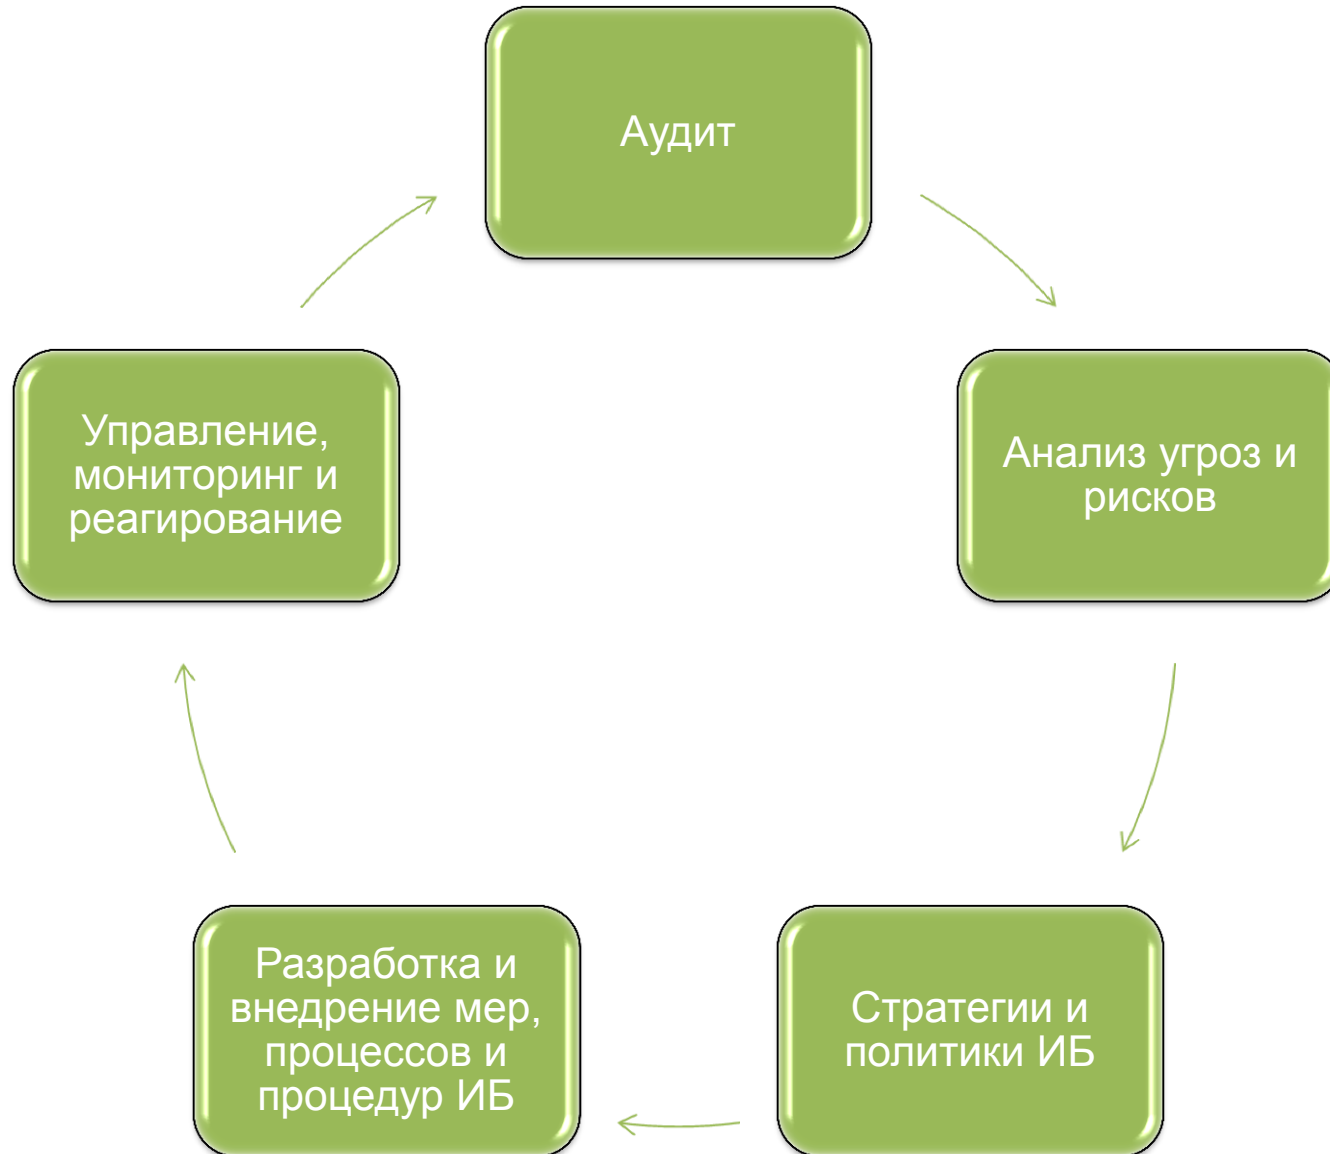 Аудит
Управление,
мониторинг и
реагирование
Анализ угроз и
рисков
Разработка и
внедрение мер,
процессов и
процедур ИБ
Стратегии и
политики ИБ